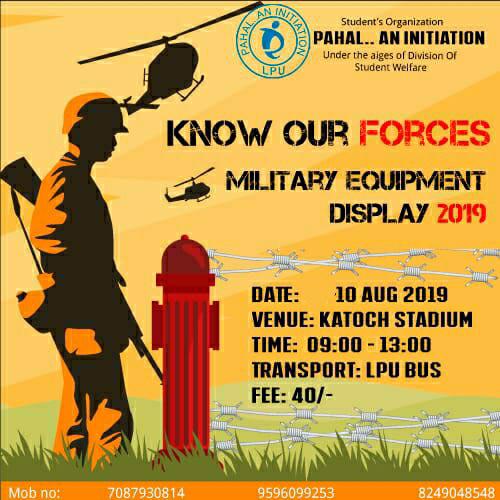 PAHAL.. AN INITIATION
LPU
Student's Organization
PAHAL.. AN INITIATION
Under the aiges of Division Of
Student Welfare
KNOW OUR FORCES
MILITARY EQUIPMENT
DISPLAY 2019
DATE: 10 AUG 2019
VENUE: KATOCH STADIUM
TIME: 09:00 - 13:00
TRANSPORT: LPU BUS
FEE: 40/-
Mob no: 7087930814 9596099253 8249048548